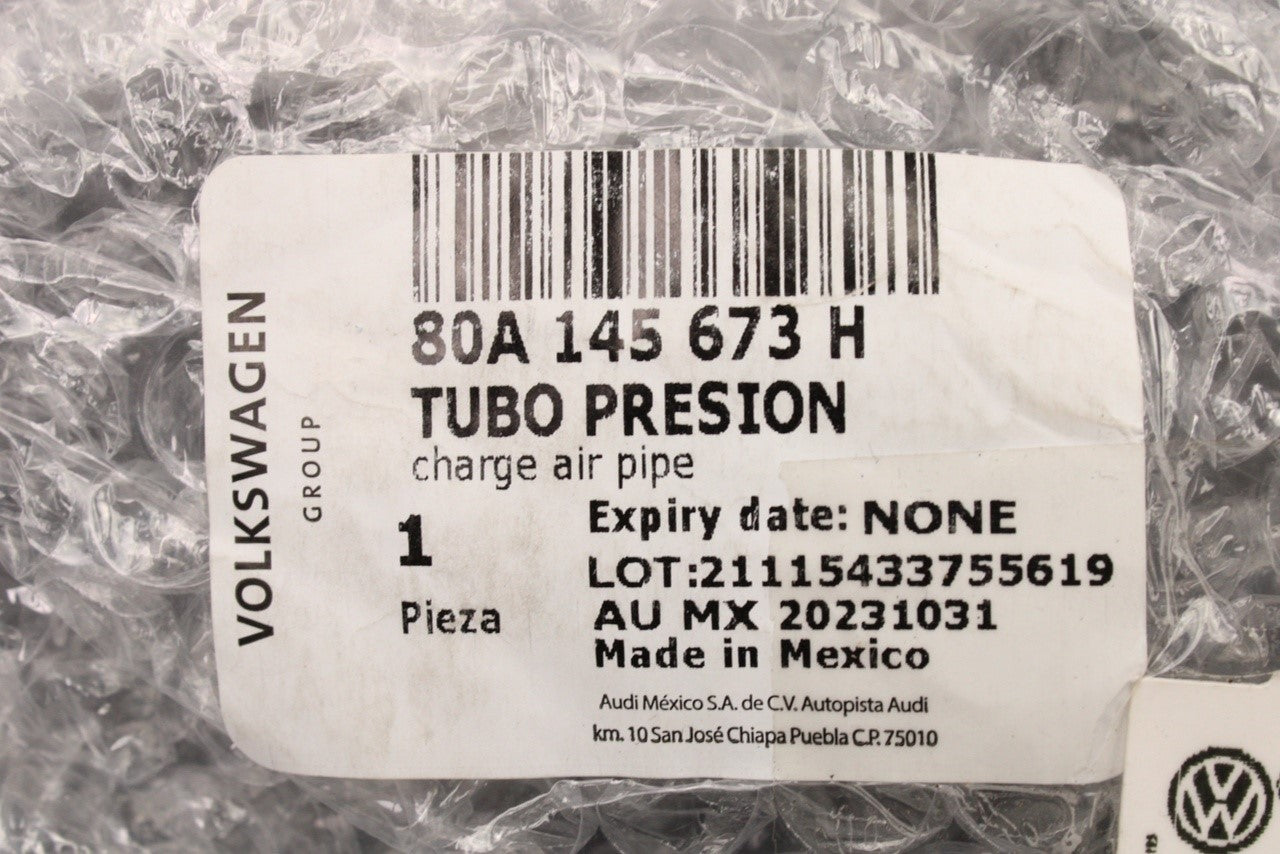 VOLKSWAGEN
GROUP
80A 145 673 H
TUBO PRESION
charge air pipe
1
Pieza
Expiry date: NONE
LOT:21115433755619
AU MX 20231031
Made in Mexico
Audi México S.A. de C.V. Autopista Audi
km. 10 San José Chiapa Puebla C.P. 75010